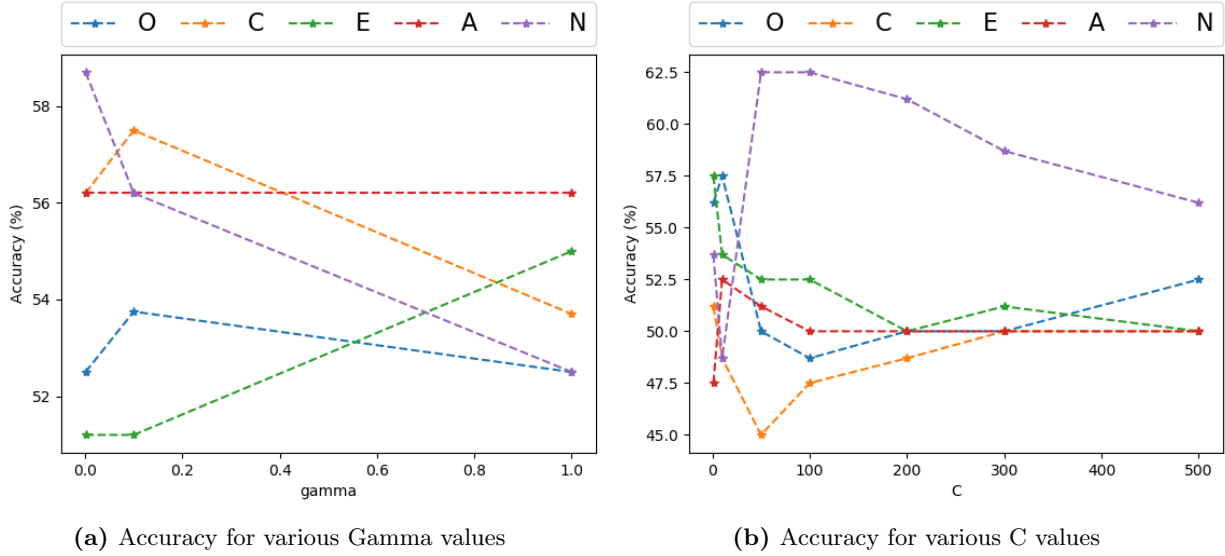 O C E A N
58
56
54
52
Accuracy (%)
0.0 0.2 0.4 0.6 0.8 1.0
gamma
(a) Accuracy for various Gamma values
O C E A N
62.5
60.0
57.5
55.0
52.5
50.0
47.5
45.0
Accuracy (%)
0 100 200 300 400 500
C
(b) Accuracy for various C values